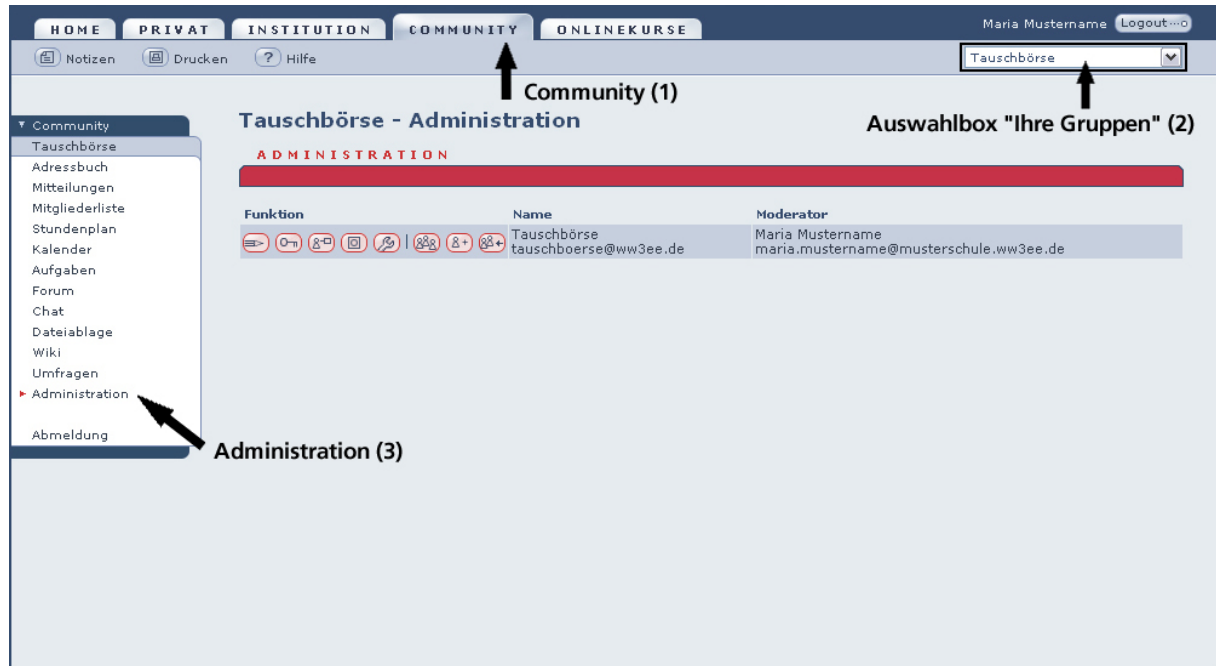 HOME PRIVAT INSTITUTION COMMUNITY ONLINEKURSE Maria Mustername Logout
Notizen Drucken ? Hilfe Tauschbörse
Community (1)
Auswahlbox "Ihre Gruppen" (2)
Community
Tauschbörse
Adressbuch
Mitteilungen
Mitgliederliste
Stundenplan
Kalender
Aufgaben
Forum
Chat
Dateiablage
Wiki
Umfragen
Administration
Abmeldung
Administration (3)
Tauschbörse - Administration
ADMINISTRATION
Funktion Name Moderator
Tauschbörse Maria Mustername
tauschboerse@ww3ee.de maria.mustername@musterschule.ww3ee.de